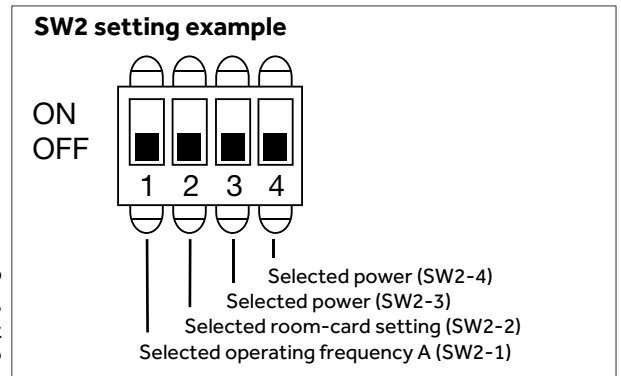 SW2 setting example
ON
OFF
1 2 3 4
Selected power (SW2-4)
Selected power (SW2-3)
Selected room-card setting (SW2-2)
Selected operating frequency A (SW2-1)